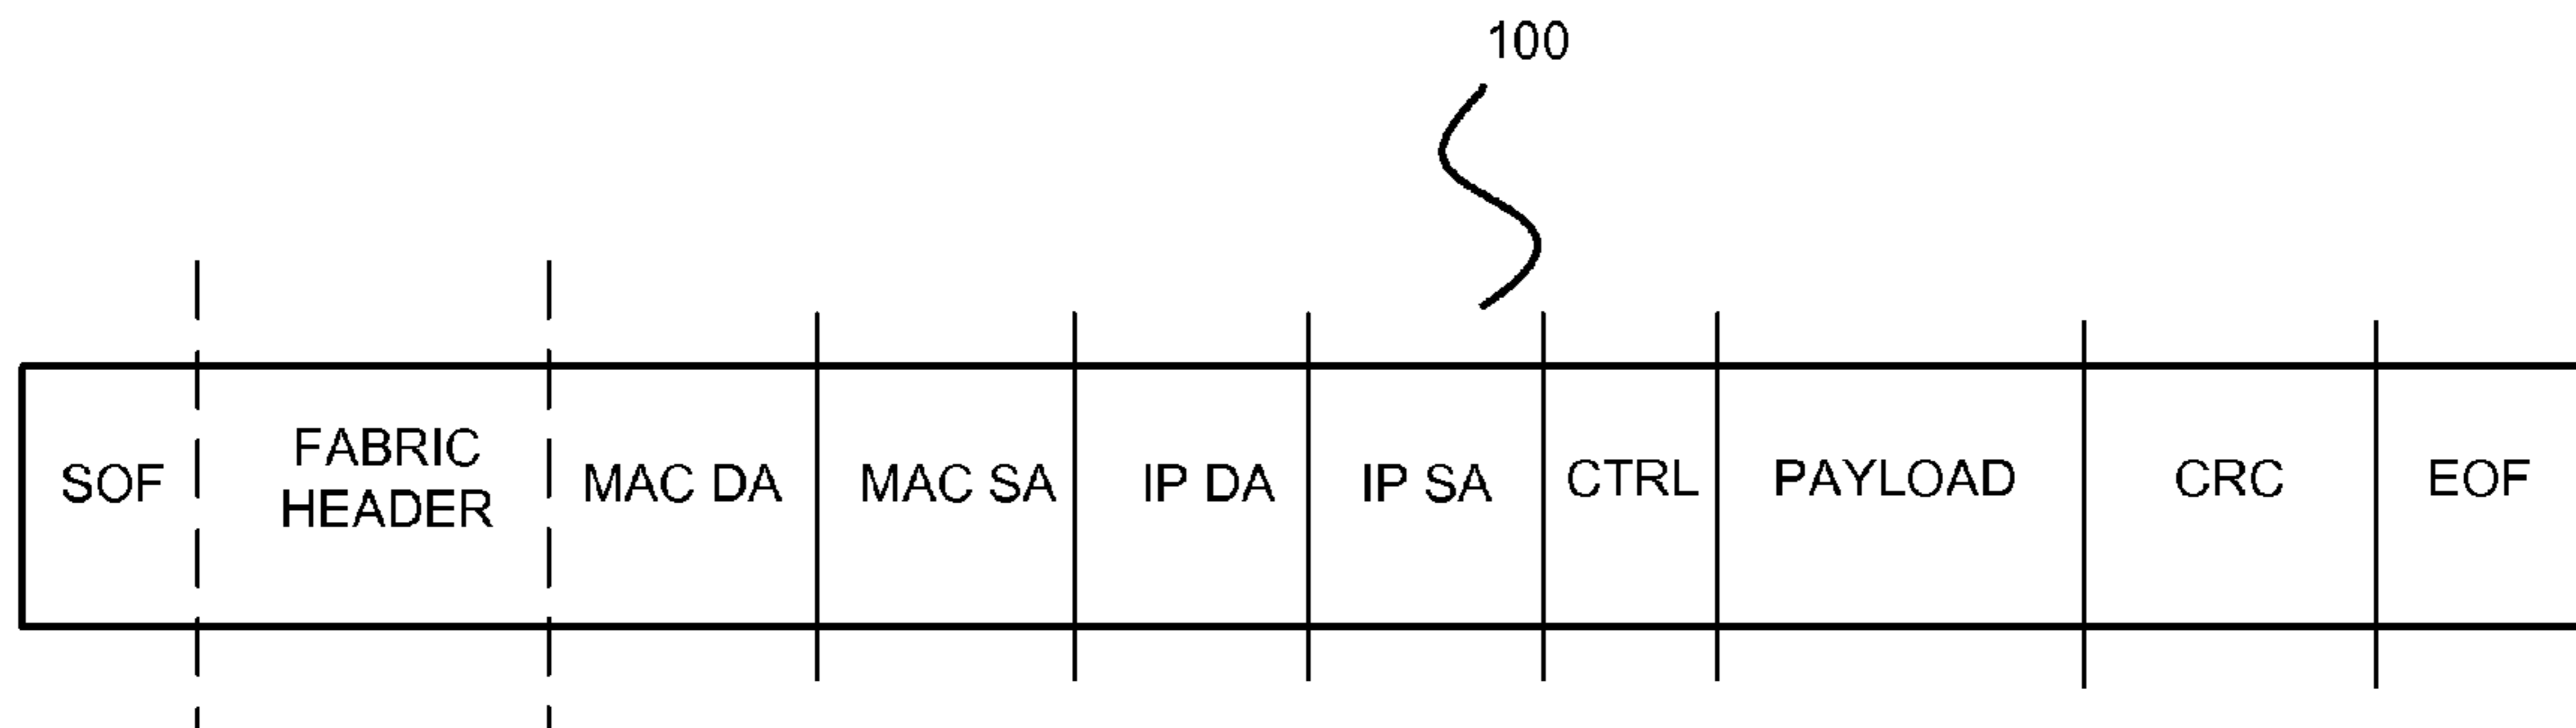 100
SOF
FABRIC
HEADER
MAC DA
MAC SA
IP DA
IP SA
CTRL
PAYLOAD
CRC
EOF